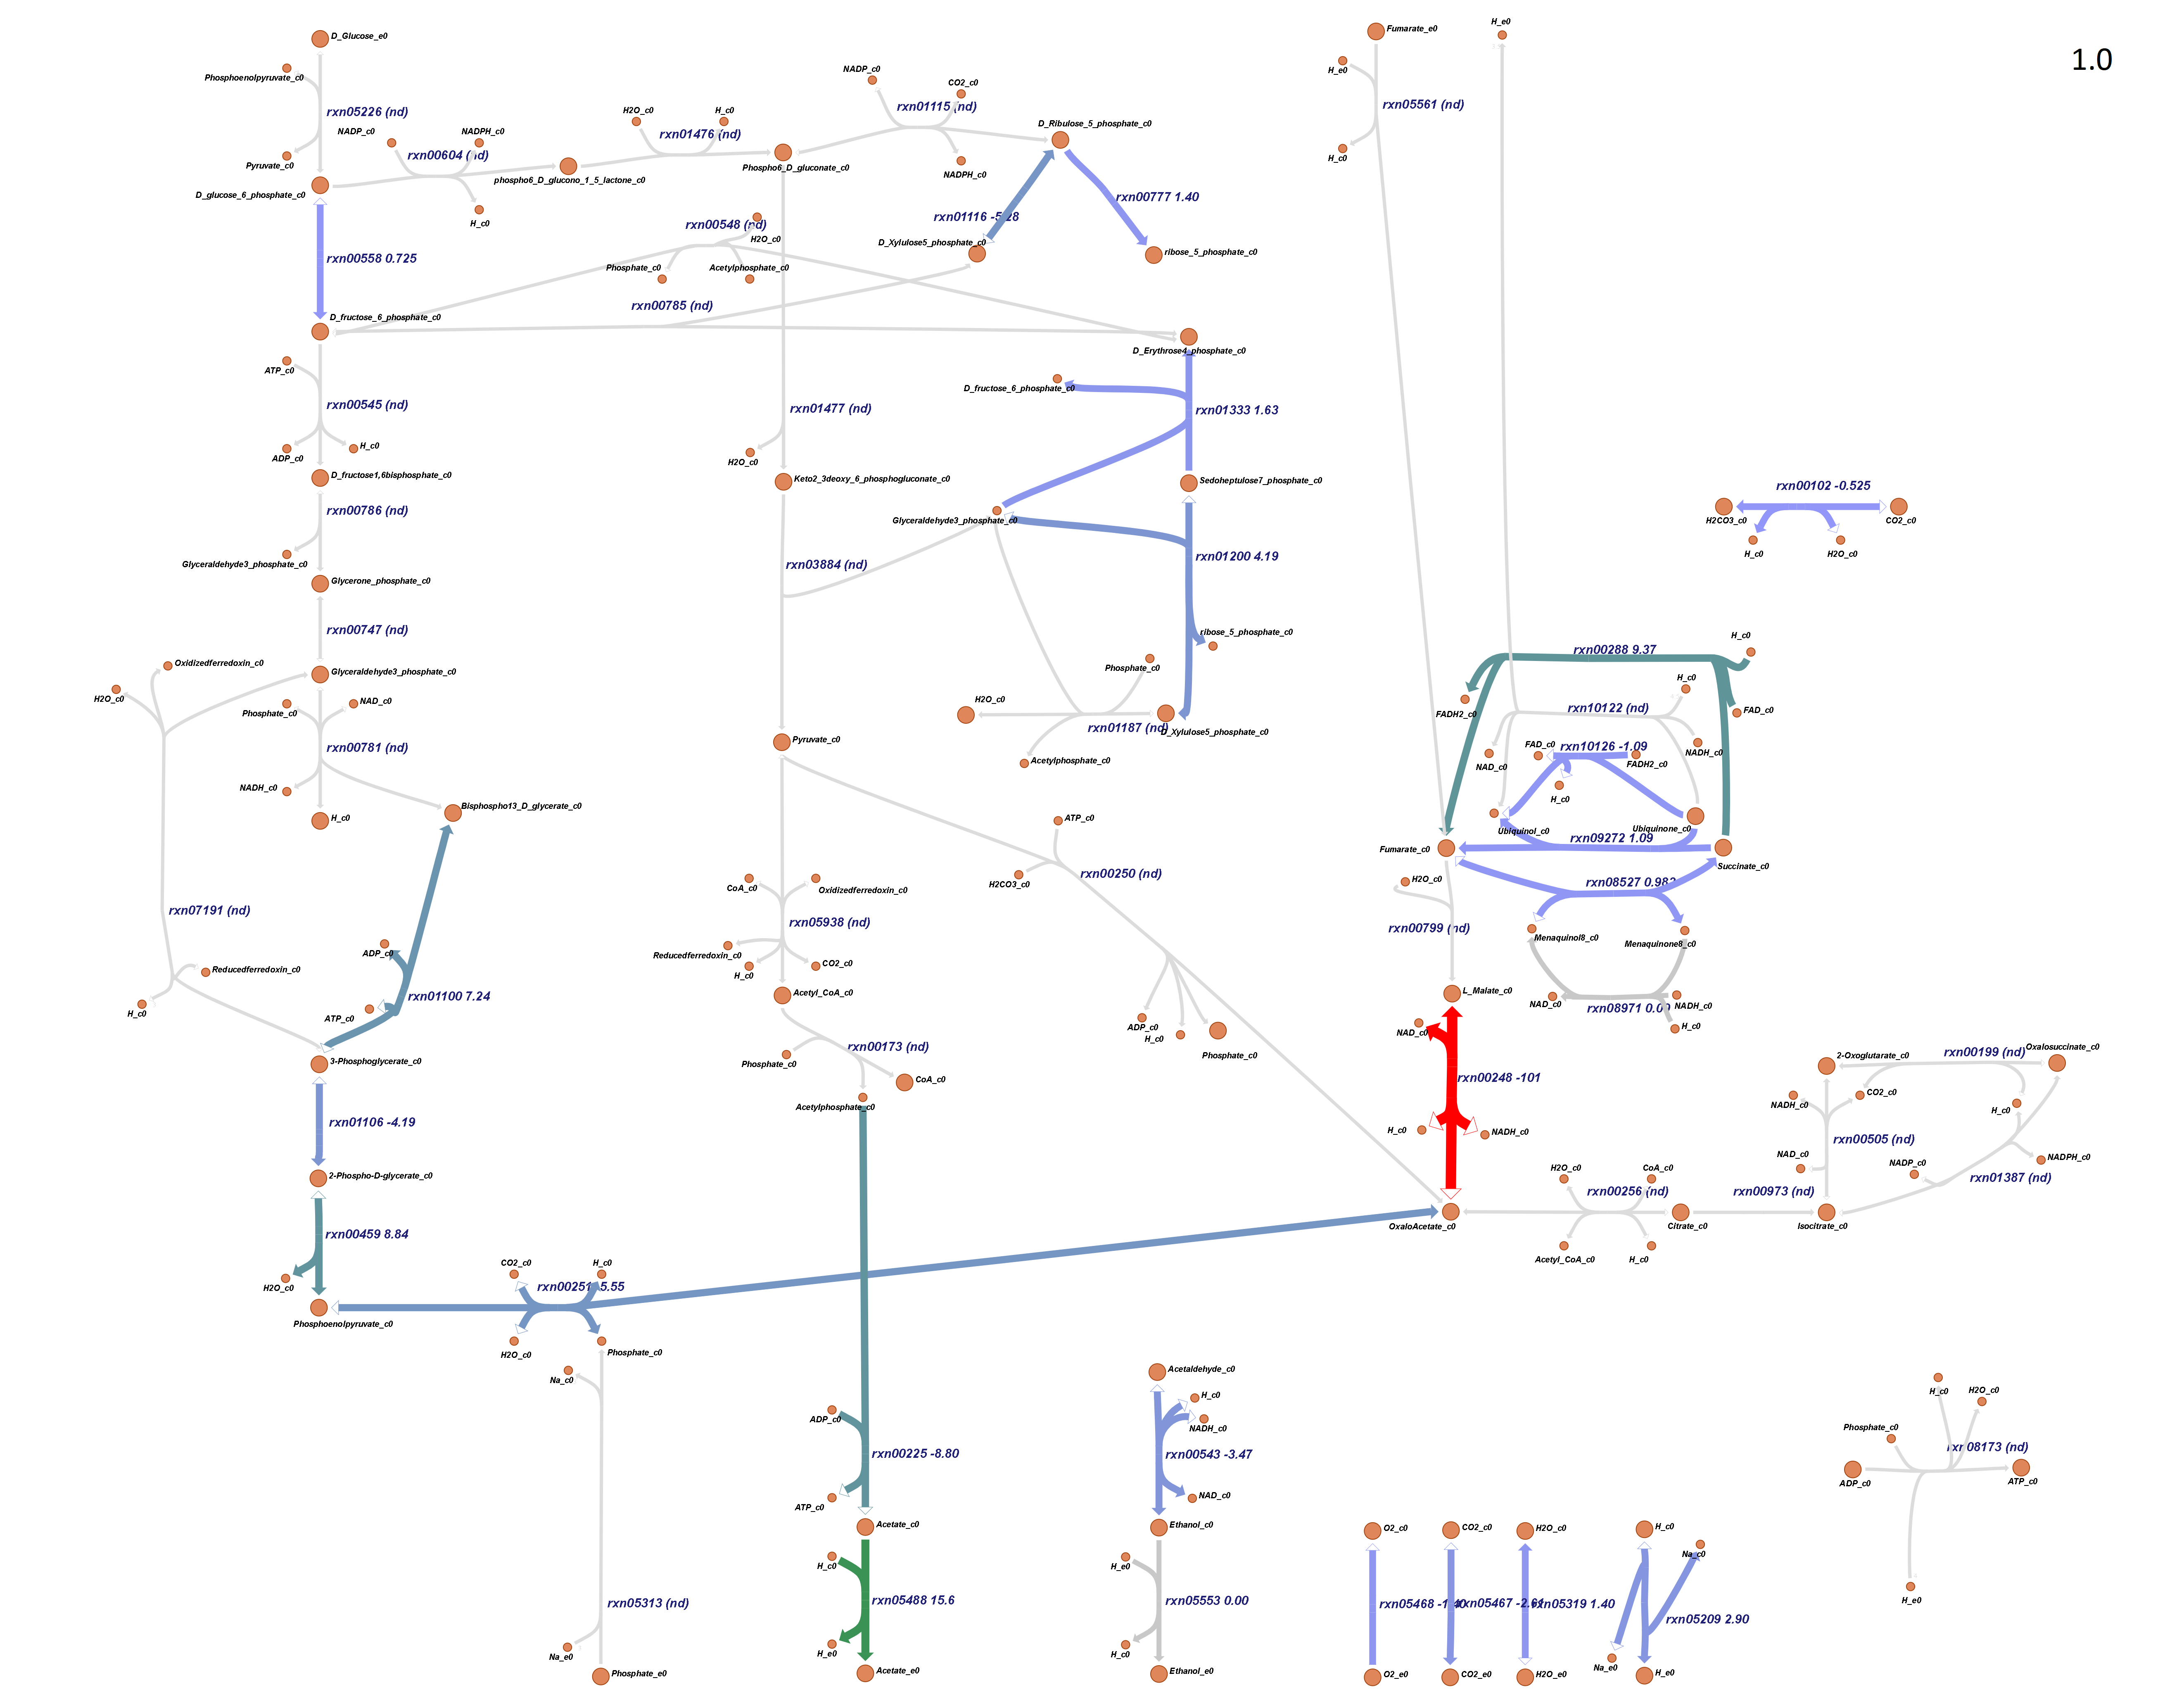 1.0
D_Glucose_e0
Phosphoenolpyruvate_c0
rxn05226 (nd)
Pyruvate_c0
D_glucose_6_phosphate_c0
NADP_c0
NADPH_c0
rxn00604 (nd)
H_c0
phospho6_D_glucono_1_5_lactone_c0
H2O_c0
H_c0
rxn01476 (nd)
Phospho6_D_gluconate_c0
NADP_c0
CO2_c0
rxn01115 (nd)
NADPH_c0
D_Ribulose_5_phosphate_c0
rxn01116 -5.28
rxn00777 1.40
D_Xylulose5_phosphate_c0
ribose_5_phosphate_c0
rxn00548 (nd)
H2O_c0
Phosphate_c0
Acetylphosphate_c0
rxn00785 (nd)
rxn00558 0.725
D_fructose_6_phosphate_c0
ATP_c0
rxn00545 (nd)
ADP_c0
H_c0
D_fructose1,6bisphosphate_c0
rxn00786 (nd)
Glyceraldehyde3_phosphate_c0
Glycerone_phosphate_c0
rxn00747 (nd)
Oxidizedferredoxin_c0
H2O_c0
Glyceraldehyde3_phosphate_c0
Phosphate_c0
NAD_c0
rxn00781 (nd)
NADH_c0
H_c0
Bisphospho13_D_glycerate_c0
rxn07191 (nd)
Reducedferredoxin_c0
H_c0
ADP_c0
rxn01100 7.24
ATP_c0
3-Phosphoglycerate_c0
rxn01106 -4.19
2-Phospho-D-glycerate_c0
rxn00459 8.84
H2O_c0
Phosphoenolpyruvate_c0
CO2_c0
H_c0
H2O_c0
Phosphate_c0
Na_c0
rxn05313 (nd)
Na_e0
Phosphate_e0
rxn01477 (nd)
H2O_c0
Keto2_3deoxy_6_phosphogluconate_c0
rxn03884 (nd)
D_Erythrose4_phosphate_c0
D_fructose_6_phosphate_c0
rxn01333 1.63
Sedoheptulose7_phosphate_c0
Glyceraldehyde3_phosphate_c0
rxn01200 4.19
ribose_5_phosphate_c0
Phosphate_c0
H2O_c0
rxn01187 (nd)
D_Xylulose5_phosphate_c0
Acetylphosphate_c0
Pyruvate_c0
ATP_c0
H2CO3_c0
rxn00250 (nd)
CoA_c0
Oxidizedferredoxin_c0
rxn05938 (nd)
Reducedferredoxin_c0
H_c0
CO2_c0
Acetyl_CoA_c0
rxn00173 (nd)
Phosphate_c0
CoA_c0
Acetylphosphate_c0
ADP_c0
H_c0
Phosphate_c0
ADP_c0
rxn00225 -8.80
ATP_c0
Acetate_c0
H_c0
rxn05488 15.6
H_e0
Acetate_e0
Acetaldehyde_c0
H_c0
NADH_c0
rxn00543 -3.47
NAD_c0
Ethanol_c0
H_e0
rxn05553 0.00
H_c0
Ethanol_e0
Fumarate_e0
H_e0
rxn05561 (nd)
H_c0
H_e0
rxn00102 -0.525
H2CO3_c0
CO2_c0
H_c0
H2O_c0
rxn00288 9.37
H_c0
FADH2_c0
FAD_c0
H_c0
rxn10122 (nd)
NAD_c0
NADH_c0
FAD_c0
rxn10126 -1.09
FADH2_c0
H_c0
Ubiquinol_c0
Ubiquinone_c0
rxn09272 1.09
Fumarate_c0
Succinate_c0
H2O_c0
rxn00799 (nd)
Menaquinol8_c0
Menaquinone8_c0
NAD_c0
NADH_c0
rxn08971
H_c0
rxn08527
L_Malate_c0
NAD_c0
rxn00248 -101
H_c0
NADH_c0
OxaloAcetate_c0
H2O_c0
CoA_c0
rxn00256 (nd)
Acetyl_CoA_c0
H_c0
Citrate_c0
rxn00973 (nd)
Isocitrate_c0
2-Oxoglutarate_c0
rxn00199 (nd)
Oxalosuccinate_c0
NADH_c0
CO2_c0
H_c0
rxn00505 (nd)
NAD_c0
NADP_c0
NADPH_c0
rxn01387 (nd)
H_c0
H2O_c0
Phosphate_c0
rxn08173 (nd)
ADP_c0
ATP_c0
H_e0
O2_c0
CO2_c0
H2O_c0
H_c0
Na_c0
rxn05468
rxn05467
rxn05319 1.40
rxn05209 2.90
O2_e0
CO2_e0
H2O_e0
Na_e0
H_e0